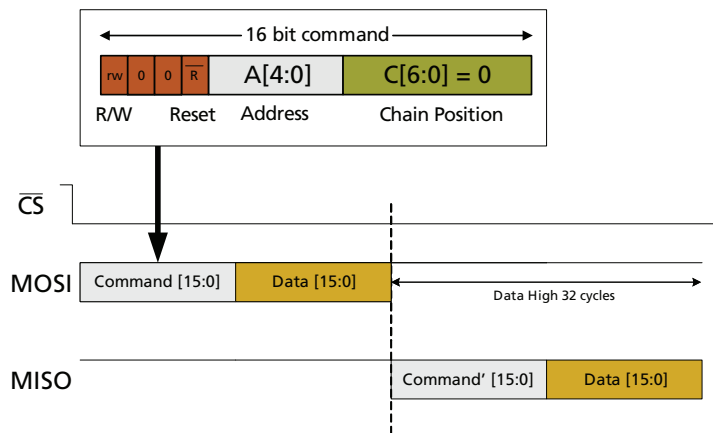 16 bit command
rw 0 0 R̅ A[4:0] C[6:0] = 0
R/W Reset Address Chain Position
C̅S̅
MOSI Command [15:0] Data [15:0] Data High 32 cycles
MISO Command' [15:0] Data [15:0]